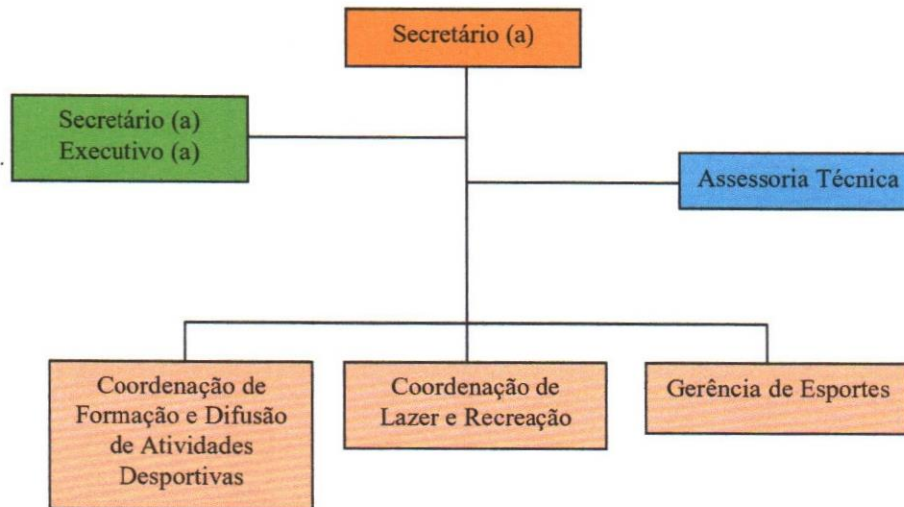 Secretário (a)
Secretário (a)
Executivo (a)
Assessoria Técnica
Coordenação de
Formação e Difusão
de Atividades
Desportivas
Coordenação de
Lazer e Recreação
Gerência de Esportes